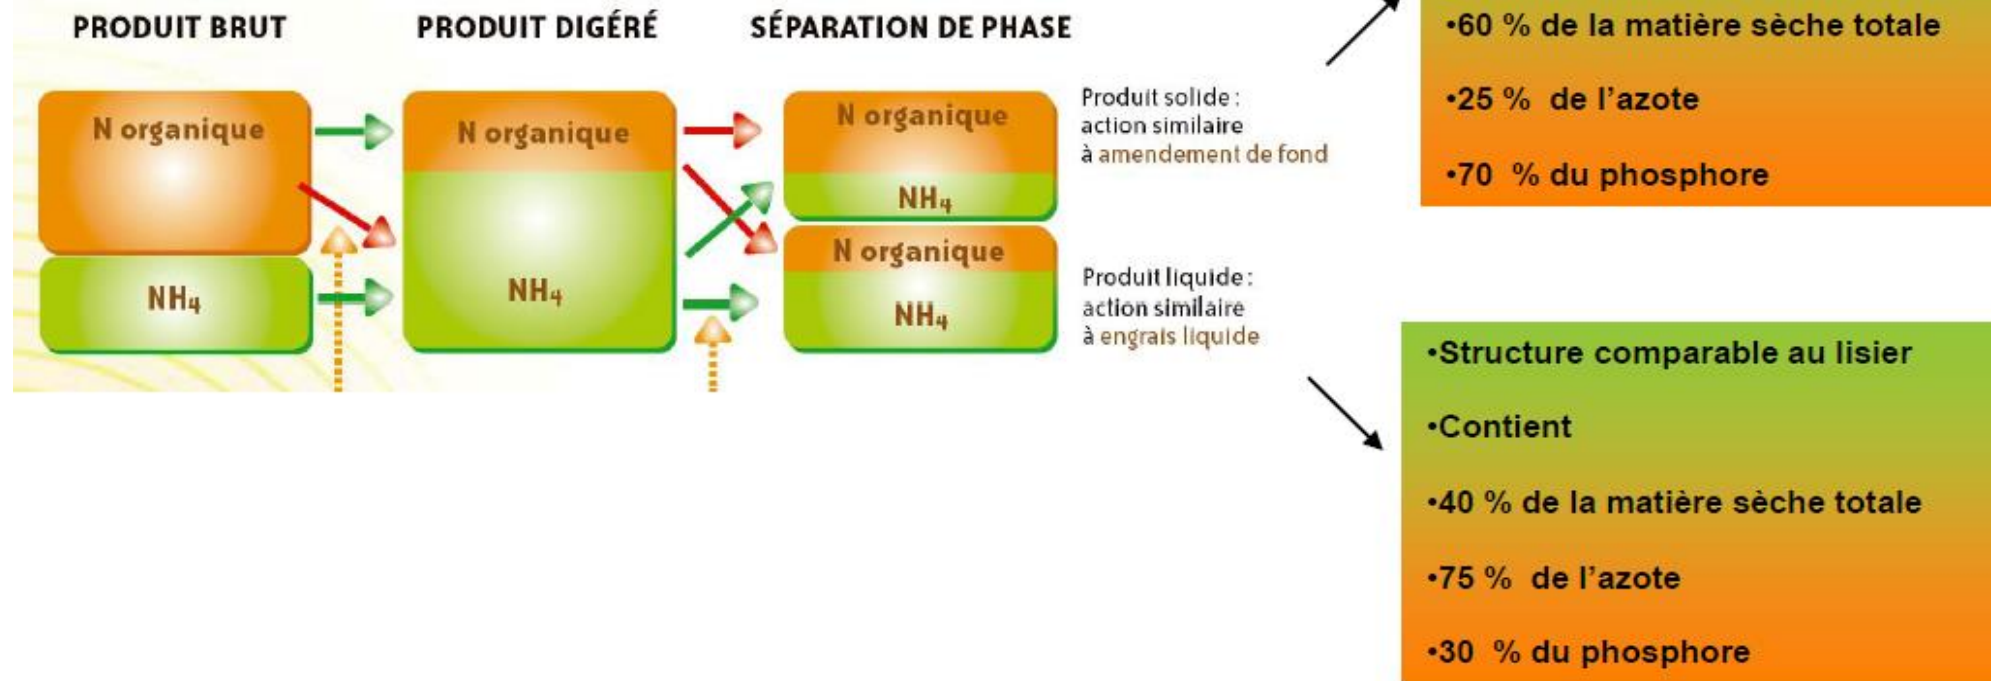 PRODUIT BRUT
PRODUIT DIGÉRÉ
SÉPARATION DE PHASE
N organique
NH₄
N organique
NH₄
N organique
NH₄
N organique
NH₄
Produit solide :
action similaire
à amendement de fond
Produit liquide :
action similaire
à engrais liquide
•60 % de la matière sèche totale
•25 % de l’azote
•70 % du phosphore
•Structure comparable au lisier
•Contient
•40 % de la matière sèche totale
•75 % de l’azote
•30 % du phosphore